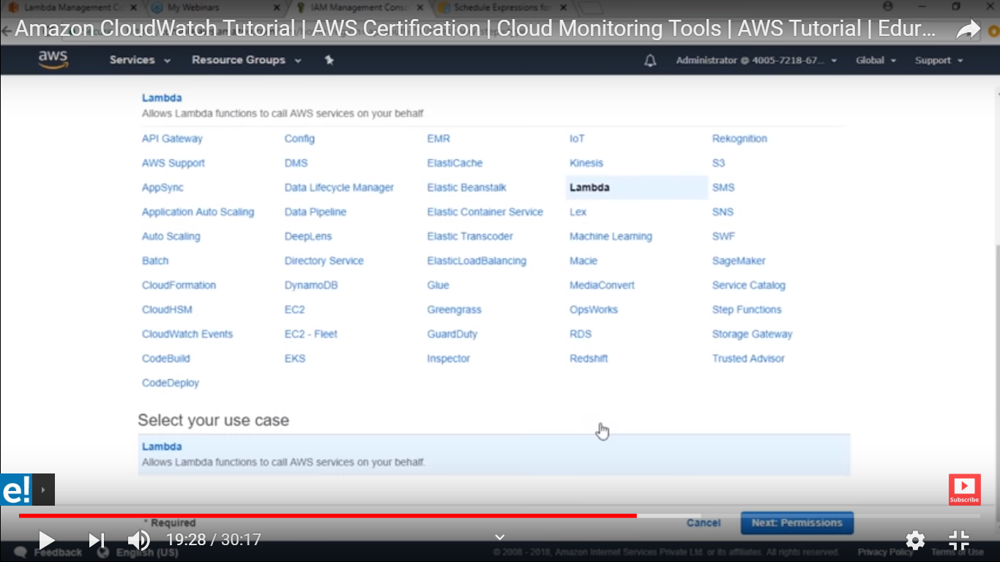 Lambda Management Co
My Webinars
IAM Management Cons
Schedule Expressions for
Amazon CloudWatch Tutorial | AWS Certification | Cloud Monitoring Tools | AWS Tutorial | Edur...
aws Services Resource Groups Administrator @ 4005-7218-67... Global Support
Lambda
Allows Lambda functions to call AWS services on your behalf
API Gateway Config EMR IoT Rekognition
AWS Support DMS ElastiCache Kinesis S3
AppSync Data Lifecycle Manager Elastic Beanstalk Lambda SMS
Application Auto Scaling Data Pipeline Elastic Container Service Lex SNS
Auto Scaling DeepLens Elastic Transcoder Machine Learning SWF
Batch Directory Service ElasticLoadBalancing Macie SageMaker
CloudFormation DynamoDB Glue MediaConvert Service Catalog
CloudHSM EC2 Greengrass OpsWorks Step Functions
CloudWatch Events EC2 - Fleet GuardDuty RDS Storage Gateway
CodeBuild EKS Inspector Redshift Trusted Advisor
CodeDeploy
Select your use case
Lambda
Allows Lambda functions to call AWS services on your behalf.
e!
Subscribe
* Required Cancel Next: Permissions
19:28 / 30:17
Feedback English (US) © 2008 - 2018, Amazon Internet Services Private Ltd. or its affiliates. All rights reserved. Privacy Policy Terms of Use